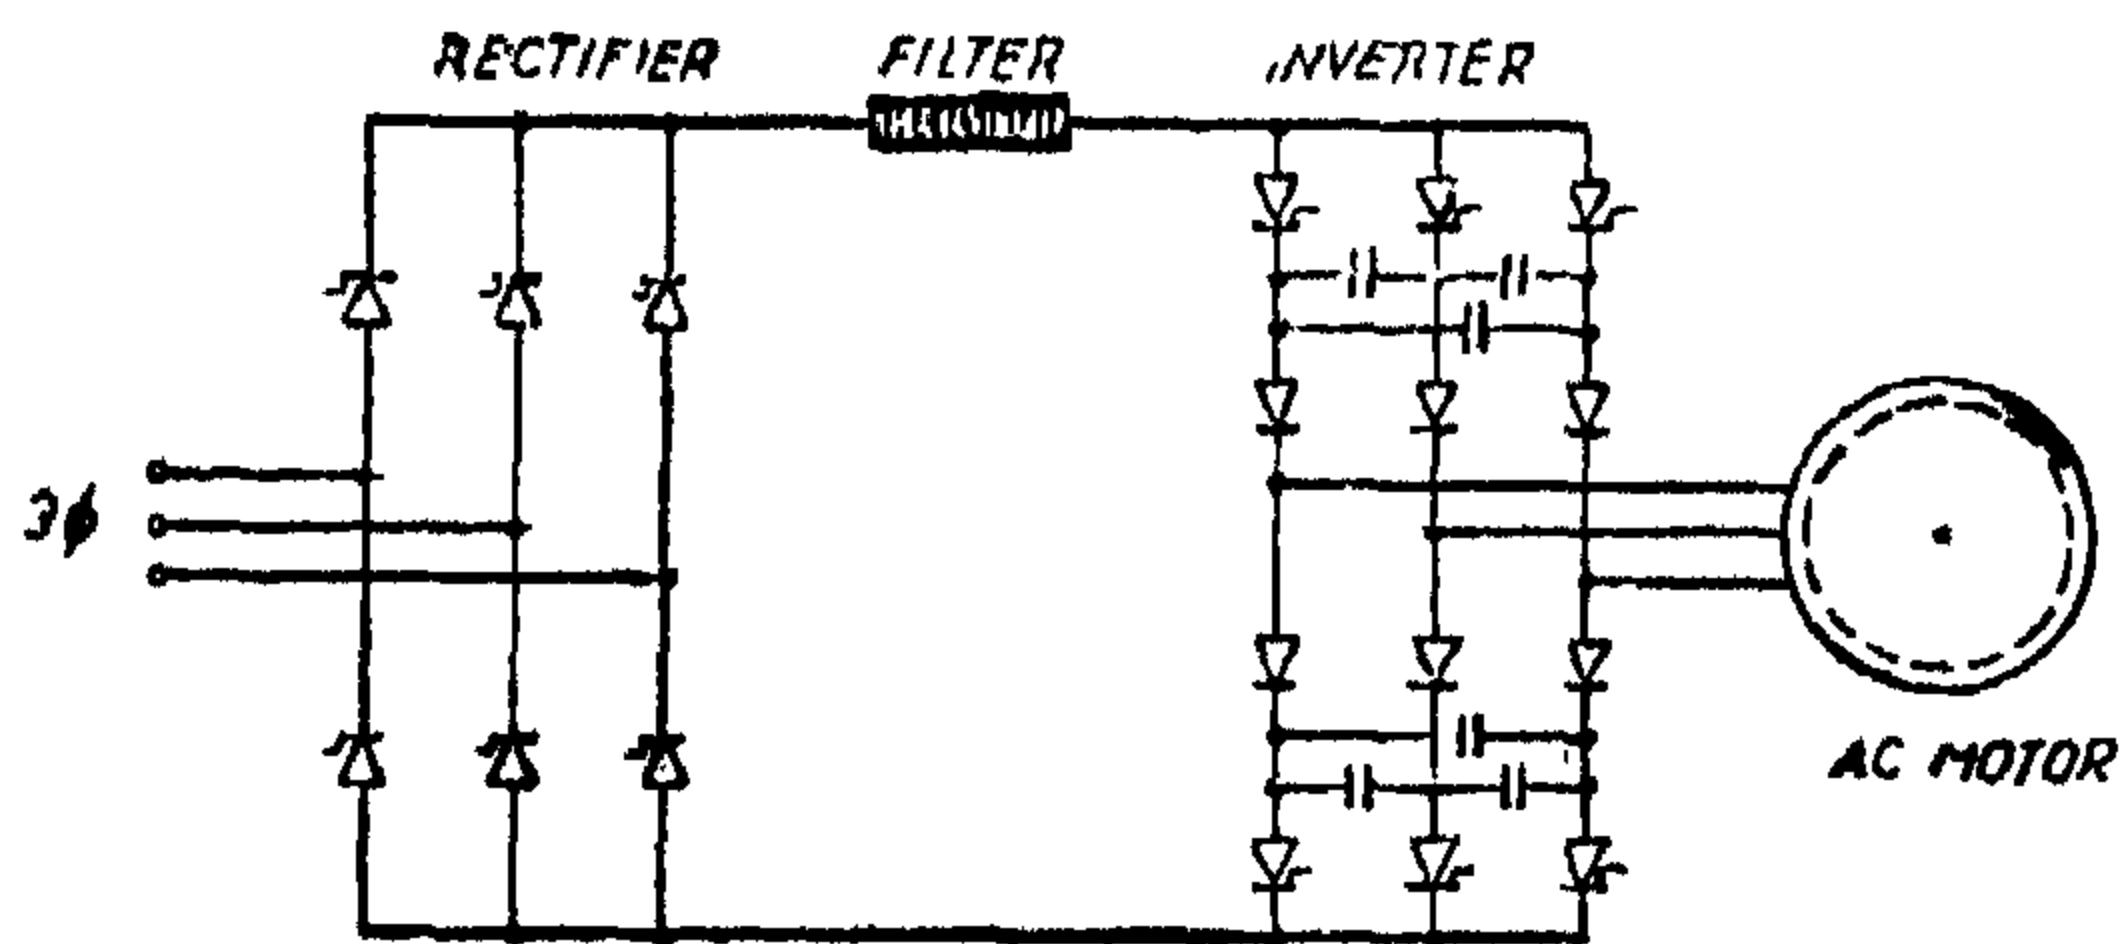 RECTIFIER
FILTER
INVERTER
3ϕ
AC MOTOR